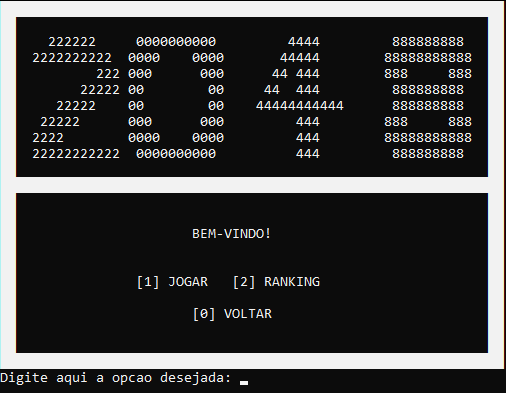 222222     0000000000         4444         888888888
2222222222  0000    0000       44444        88888888888
        222 000      000      44 444       888     888
      22222 00        00     44  444        888888888
   22222    00        00    44444444444     888888888
 22222      000      000         444       888     888
2222        0000    0000         444       88888888888
22222222222  0000000000          444        888888888
BEM-VINDO!
[1] JOGAR   [2] RANKING
[0] VOLTAR
Digite aqui a opcao desejada: